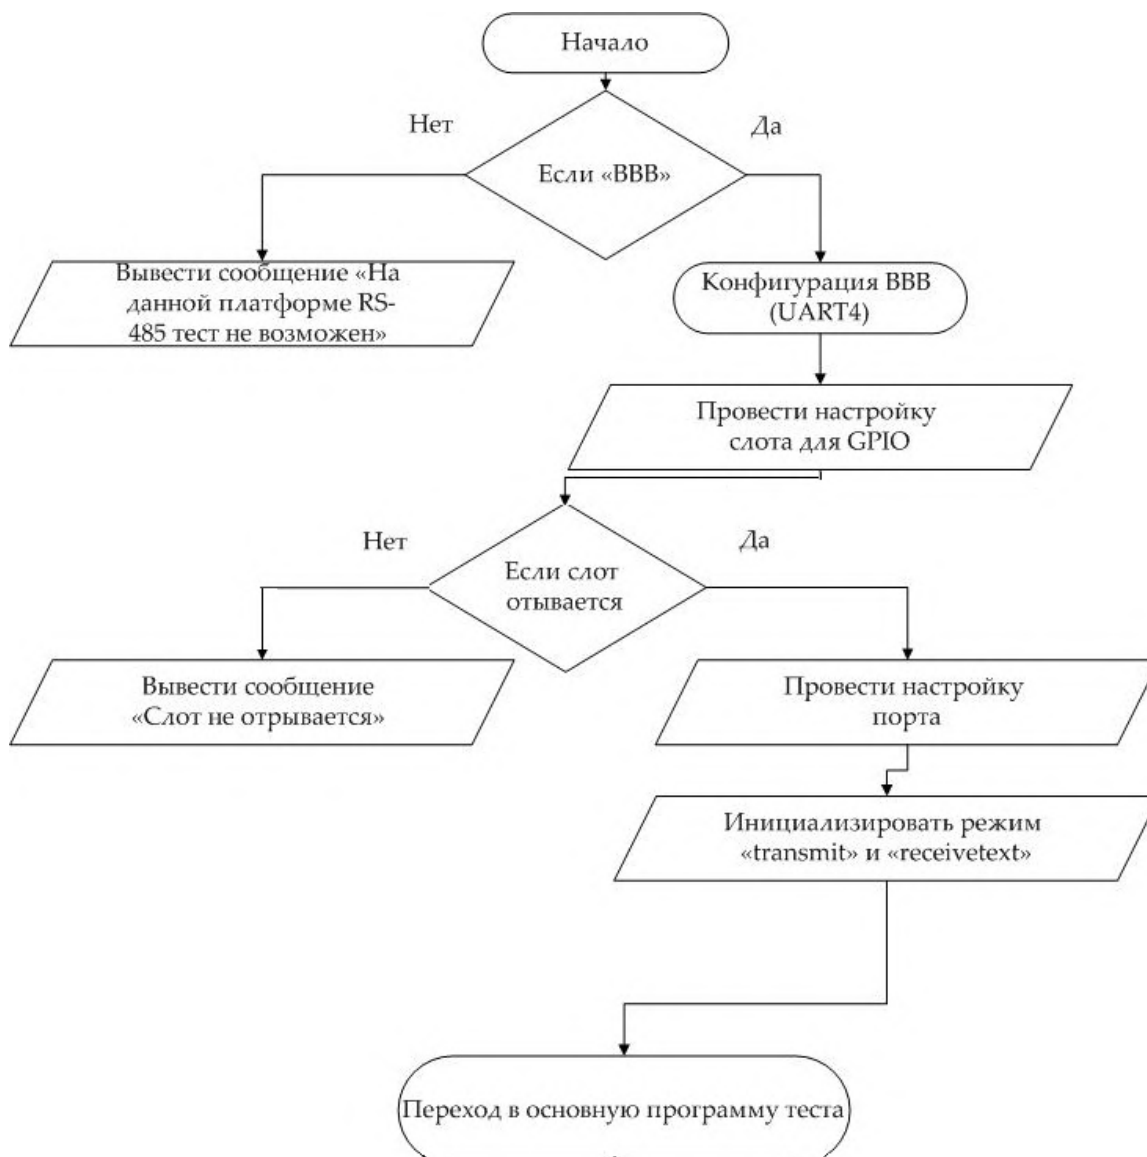 Начало
Нет
Да
Если «BBB»
Вывести сообщение «На
данной платформе RS-
485 тест не возможен»
Конфигурация BBB
(UART4)
Провести настройку
слота для GPIO
Нет
Да
Если слот
отывается
Вывести сообщение
«Слот не отрывается»
Провести настройку
порта
Инициализировать режим
«transmit» и «receivetext»
Переход в основную программу теста